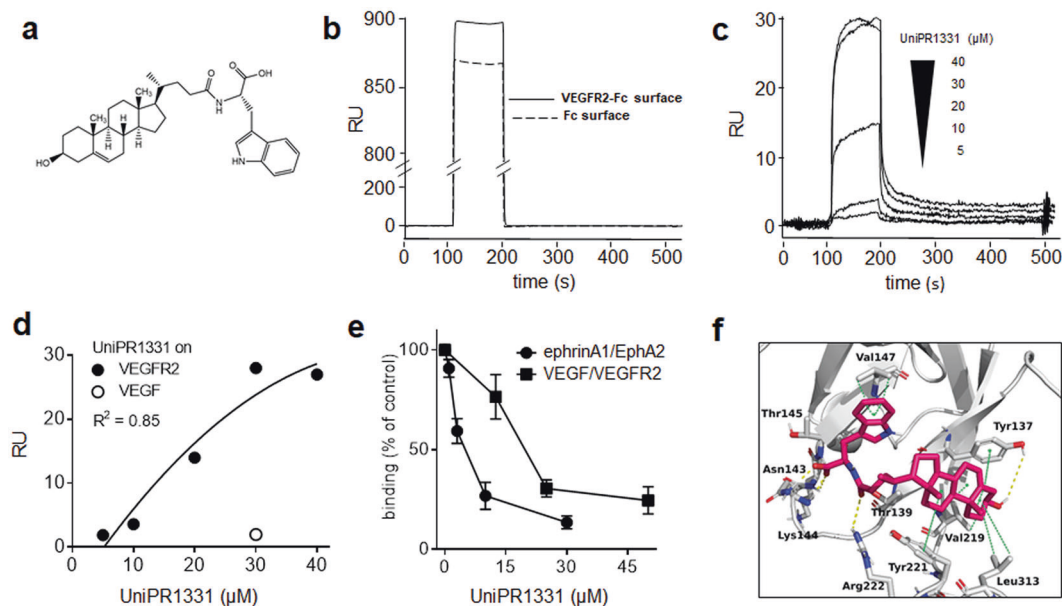 a
CH₃
CH₃
H
H
H
HO
O
N
H
O
OH
NH
b
900
850
800
200
0
RU
VEGFR2-Fc surface
Fc surface
0 100 200 300 400 500
time (s)
c
30
20
10
0
RU
UniPR1331 (µM)
40
30
20
10
5
0 100 200 300 400 500
time (s)
d
30
20
10
0
RU
UniPR1331 on
VEGFR2
VEGF
R² = 0.85
0 10 20 30 40
UniPR1331 (µM)
e
100
50
0
binding (% of control)
ephrinA1/EphA2
VEGF/VEGFR2
0 15 30 45
UniPR1331 (µM)
f
Val147
Thr145
Tyr137
Asn143
Thr139
Lys144
Val219
Tyr221
Arg222
Leu313